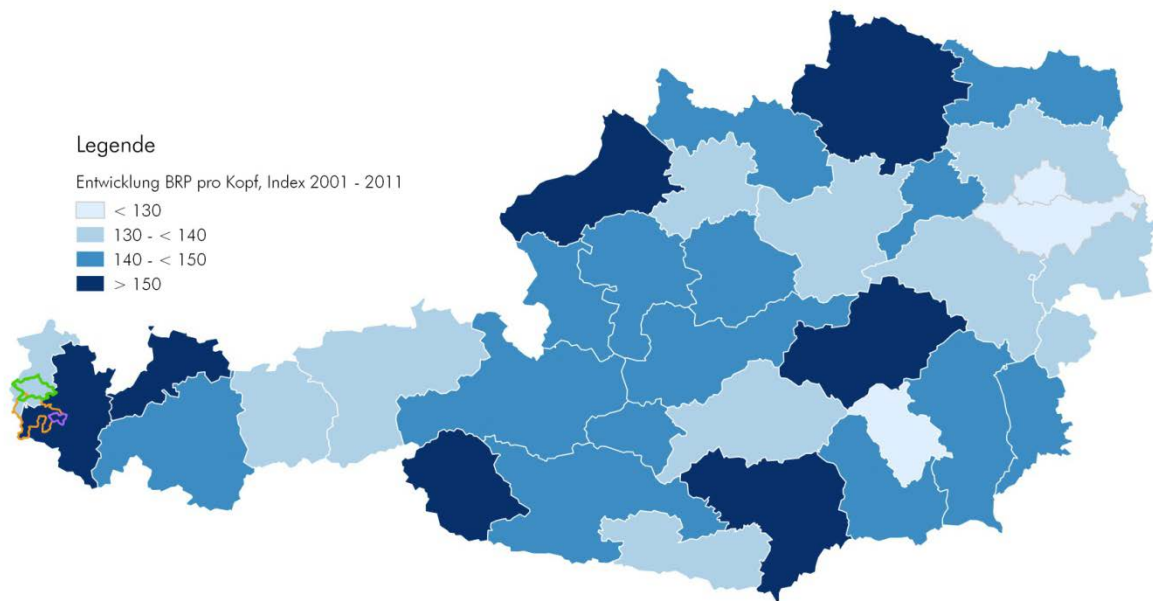 Legende
Entwicklung BRP pro Kopf, Index 2001 - 2011
< 130
130 - < 140
140 - < 150
> 150